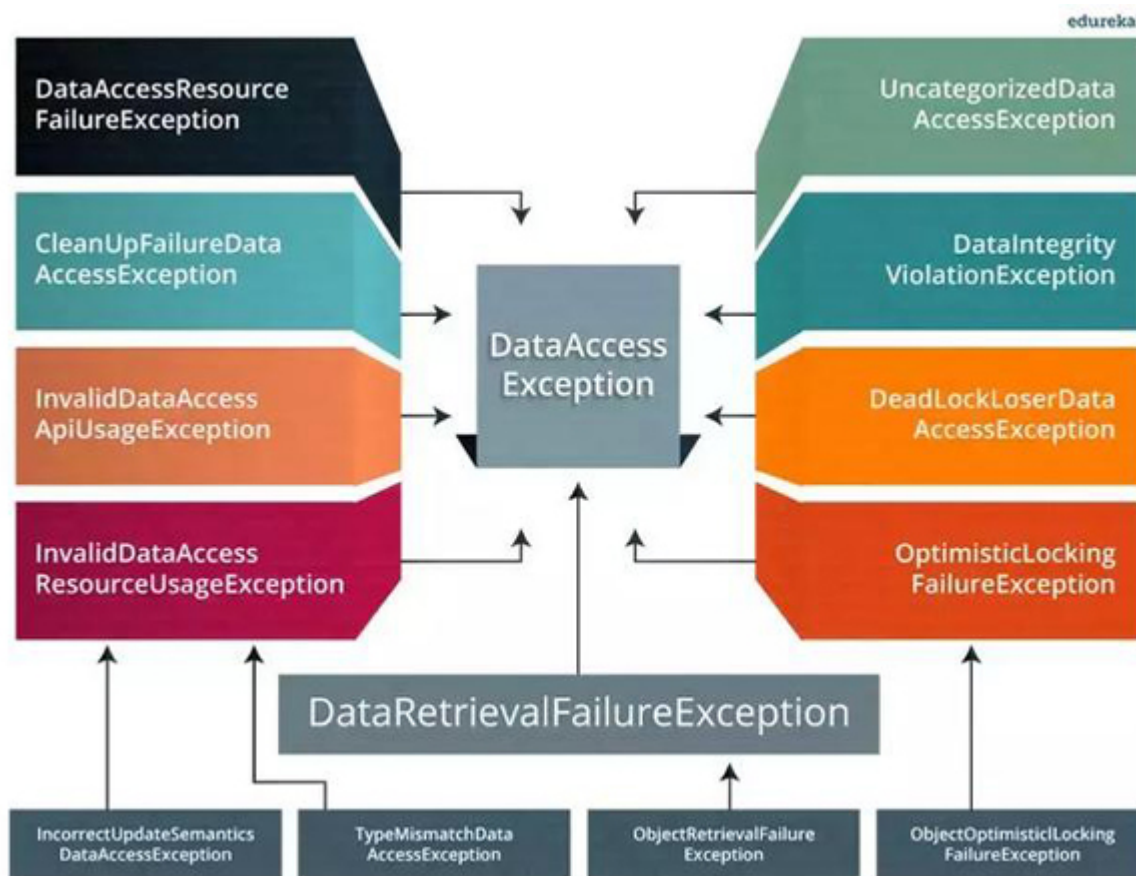 edureka
DataAccessResource
FailureException
UncategorizedData
AccessException
CleanUpFailureData
AccessException
DataIntegrity
ViolationException
DataAccess
Exception
InvalidDataAccess
ApiUsageException
DeadLockLoserData
AccessException
InvalidDataAccess
ResourceUsageException
OptimisticLocking
FailureException
DataRetrievalFailureException
IncorrectUpdateSemantics
DataAccessException
TypeMismatchData
AccessException
ObjectRetrievalFailure
Exception
ObjectOptimisticlLocking
FailureException